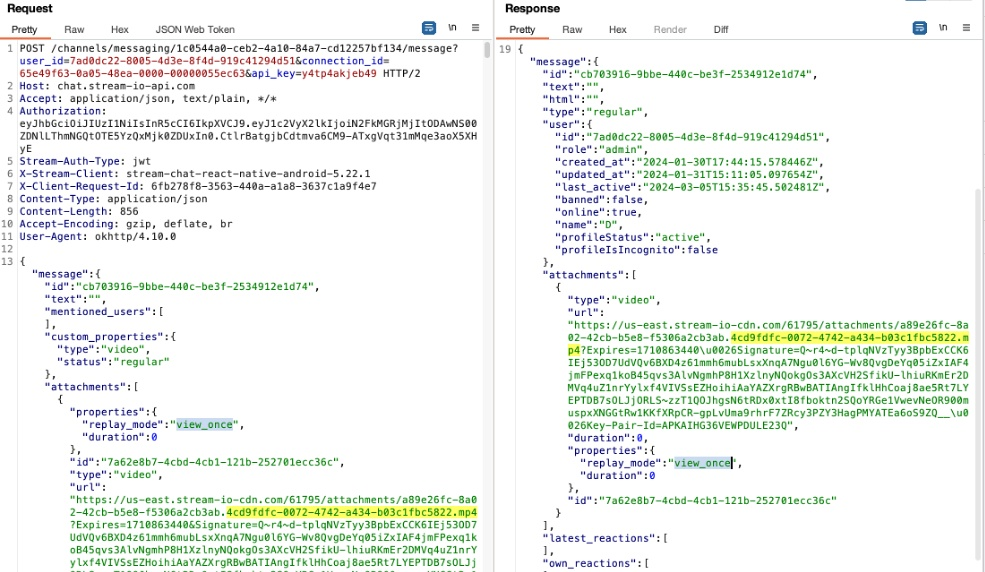 Request
Pretty Raw Hex JSON Web Token \n
1 POST /channels/messaging/1c0544a0-ceb2-4a10-84a7-cd12257bf134/message?
user_id=7ad0dc22-8005-4d3e-8f4d-919c41294d51&connection_id=
65e49f63-0a05-48ea-0000-00000055ec63&api_key=y4tp4akjeb49 HTTP/2
2 Host: chat.stream-io-api.com
3 Accept: application/json, text/plain, */*
4 Authorization:
eyJhbGciOiJIUzI1NiIsInR5cCI6IkpXVCJ9.eyJ1c2VyX2lkIjoiN2FkMGRjMjItODAwNS00
ZDNlLThmNGQtOTE5YzQxMjk0ZDUxIn0.CtlrBatgjbCdtmva6CM9-ATxgVqt31mMqe3aoX5XH
yE
5 Stream-Auth-Type: jwt
6 X-Stream-Client: stream-chat-react-native-android-5.22.1
7 X-Client-Request-Id: 6fb278f8-3563-440a-a1a8-3637c1a9f4e7
8 Content-Type: application/json
9 Content-Length: 856
10 Accept-Encoding: gzip, deflate, br
11 User-Agent: okhttp/4.10.0
12
13 {
"message":{
"id":"cb703916-9bbe-440c-be3f-2534912e1d74",
"text":"",
"mentioned_users":[
],
"custom_properties":{
"type":"video",
"status":"regular"
},
"attachments":[
{
"properties":{
"replay_mode":"view_once",
"duration":0
},
"id":"7a62e8b7-4cbd-4cb1-121b-252701ecc36c",
"type":"video",
"url":
"https://us-east.stream-io-cdn.com/61795/attachments/a89e26fc-8a0
2-42cb-b5e8-f5306a2cb3ab.4cd9fdfc-0072-4742-a434-b03c1fbc5822.mp4
?Expires=1710863440&Signature=Q~r4~d-tplqNVzTyy3BpbExCCK6IEj53OD7
UdVQv6BXD4z61mmh6mubLsxXnqA7Ngu0l6YG-Wv8QvgDeYq05iZxIAF4jmFPexq1k
oB45qvs3AlvNgmhP8H1XzlnyNQokgOs3AXcVH2SfikU-lhiuRKmEr2DMVq4uZ1nrY
ylxf4VIVSsEZHoihiAaYAZXrgRBwBATIAngIfklHhCoaj8ae5Rt7LYEPTDB7sOLJj
Response
Pretty Raw Hex Render Diff \n
19 {
"message":{
"id":"cb703916-9bbe-440c-be3f-2534912e1d74",
"text":"",
"html":"",
"type":"regular",
"user":{
"id":"7ad0dc22-8005-4d3e-8f4d-919c41294d51",
"role":"admin",
"created_at":"2024-01-30T17:44:15.578446Z",
"updated_at":"2024-01-31T15:11:05.097654Z",
"last_active":"2024-03-05T15:35:45.502481Z",
"banned":false,
"online":true,
"name":"D",
"profileStatus":"active",
"profileIsIncognito":false
},
"attachments":[
{
"type":"video",
"url":
"https://us-east.stream-io-cdn.com/61795/attachments/a89e26fc-8a
02-42cb-b5e8-f5306a2cb3ab.4cd9fdfc-0072-4742-a434-b03c1fbc5822.m
p4?Expires=1710863440\u0026Signature=Q~r4~d-tplqNVzTyy3BpbExCCK6
IEj53OD7UdVQv6BXD4z61mmh6mubLsxXnqA7Ngu0l6YG-Wv8QvgDeYq05iZxIAF4
jmFPexq1koB45qvs3AlvNgmhP8H1XzlnyNQokgOs3AXcVH2SfikU-lhiuRKmEr2D
MVq4uZ1nrYylxf4VIVSsEZHoihiAaYAZXrgRBwBATIAngIfklHhCoaj8ae5Rt7LY
EPTDB7sOLJjORLS~zzT1QOJhgsN6tRDx0xtI8fboktn2SQoYRGe1VwevNeOR900m
uspxXNGGtRw1KKfXRpCR-gpLvUma9rhrF7ZRcy3PZY3HagPMYATEa6oS9ZQ__\u0
026Key-Pair-Id=APKAIHG36VEWPDULE23Q",
"duration":0,
"properties":{
"replay_mode":"view_once",
"duration":0
},
"id":"7a62e8b7-4cbd-4cb1-121b-252701ecc36c"
}
],
"latest_reactions":[
],
"own_reactions":[